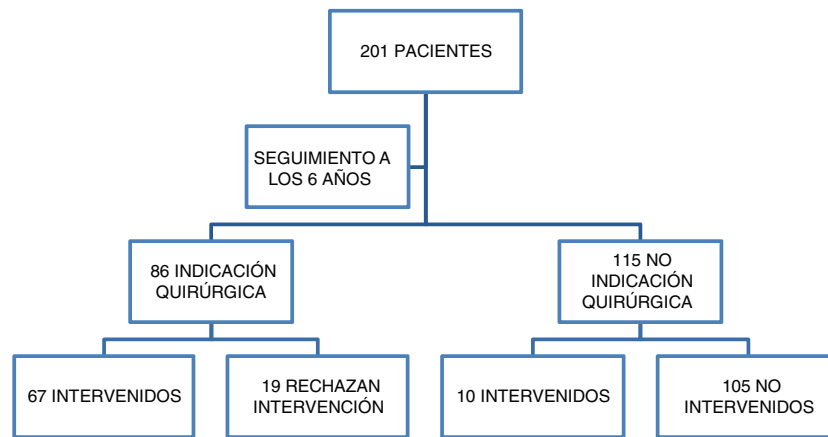 201 PACIENTES
SEGUIMIENTO A
LOS 6 AÑOS
86 INDICACIÓN
QUIRÚRGICA
115 NO
INDICACIÓN
QUIRÚRGICA
67 INTERVENIDOS
19 RECHAZAN
INTERVENCIÓN
10 INTERVENIDOS
105 NO
INTERVENIDOS